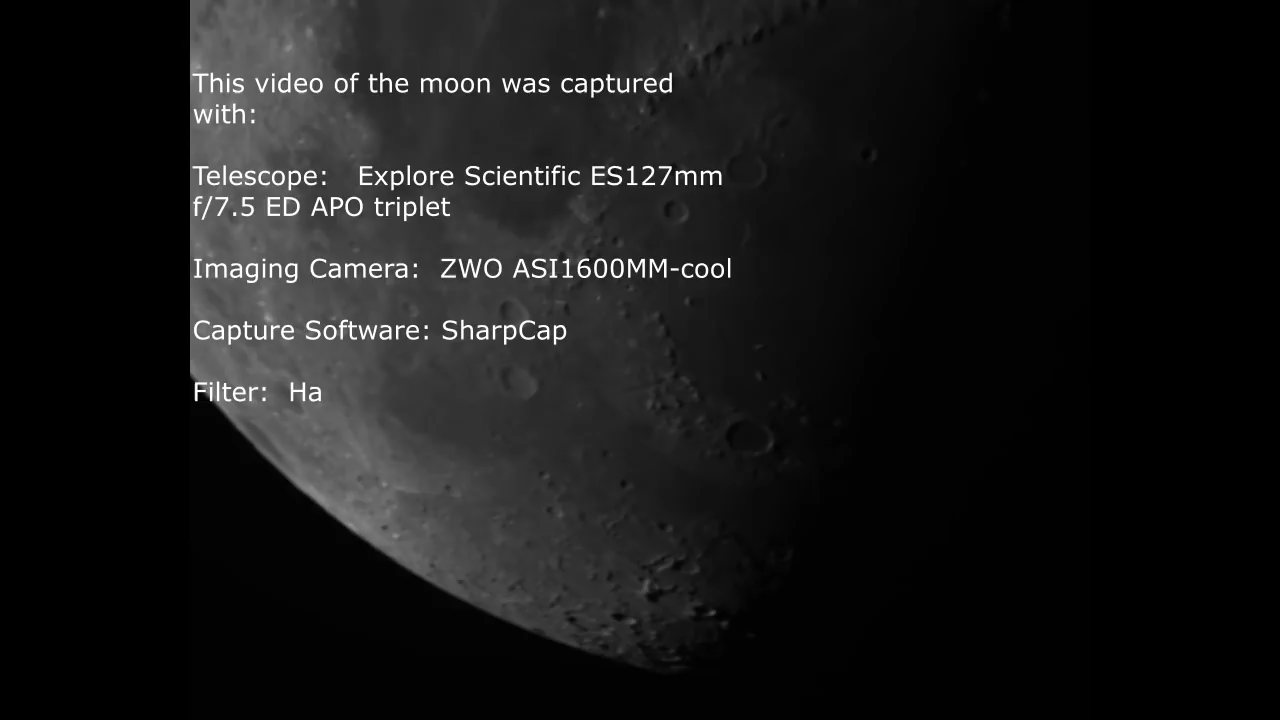 This video of the moon was captured
with:
Telescope:   Explore Scientific ES127mm
f/7.5 ED APO triplet
Imaging Camera:  ZWO ASI1600MM-cool
Capture Software: SharpCap
Filter:  Ha